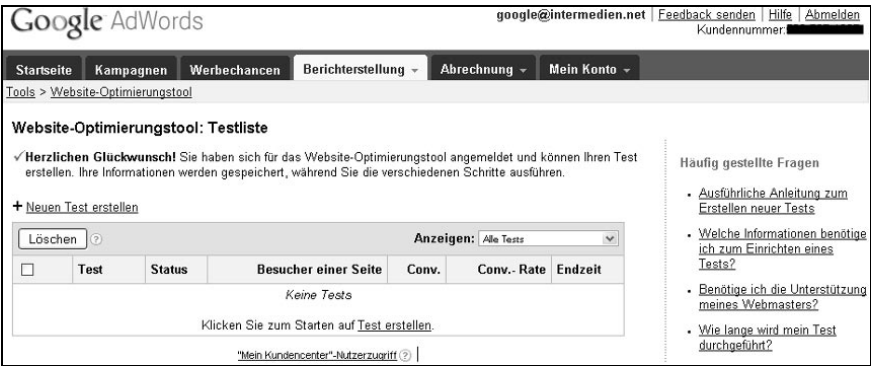 Google AdWords
google@intermedien.net | Feedback senden | Hilfe | Abmelden
Kundennummer:
Startseite Kampagnen Werbechancen Berichterstellung Abrechnung Mein Konto
Tools > Website-Optimierungstool
Website-Optimierungstool: Testliste
✓Herzlichen Glückwunsch! Sie haben sich für das Website-Optimierungstool angemeldet und können Ihren Test
erstellen. Ihre Informationen werden gespeichert, während Sie die verschiedenen Schritte ausführen.
+ Neuen Test erstellen
Löschen ? Anzeigen: Alle Tests
Test Status Besucher einer Seite Conv. Conv.- Rate Endzeit
Keine Tests
Klicken Sie zum Starten auf Test erstellen.
"Mein Kundencenter"-Nutzerzugriff ? |
Häufig gestellte Fragen
• Ausführliche Anleitung zum
Erstellen neuer Tests
• Welche Informationen benötige
ich zum Einrichten eines
Tests?
• Benötige ich die Unterstützung
meines Webmasters?
• Wie lange wird mein Test
durchgeführt?